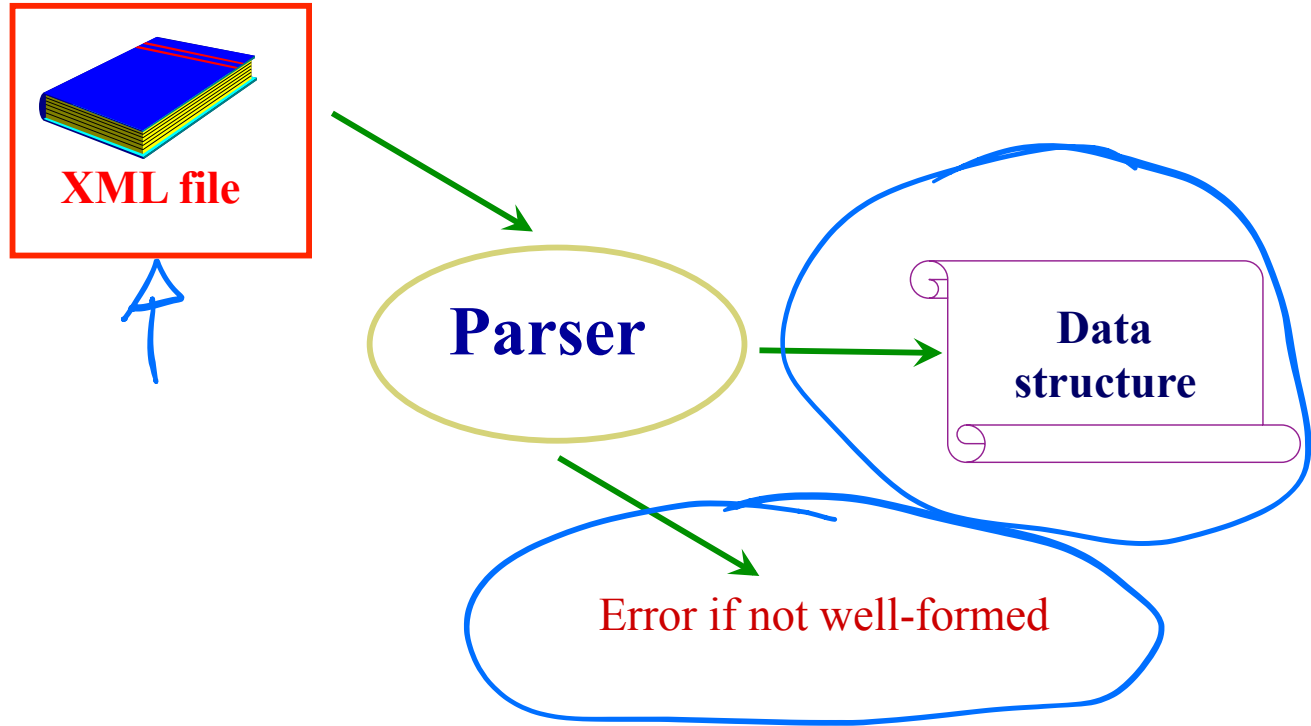 XML file
Parser
Data
structure
Error if not well-formed